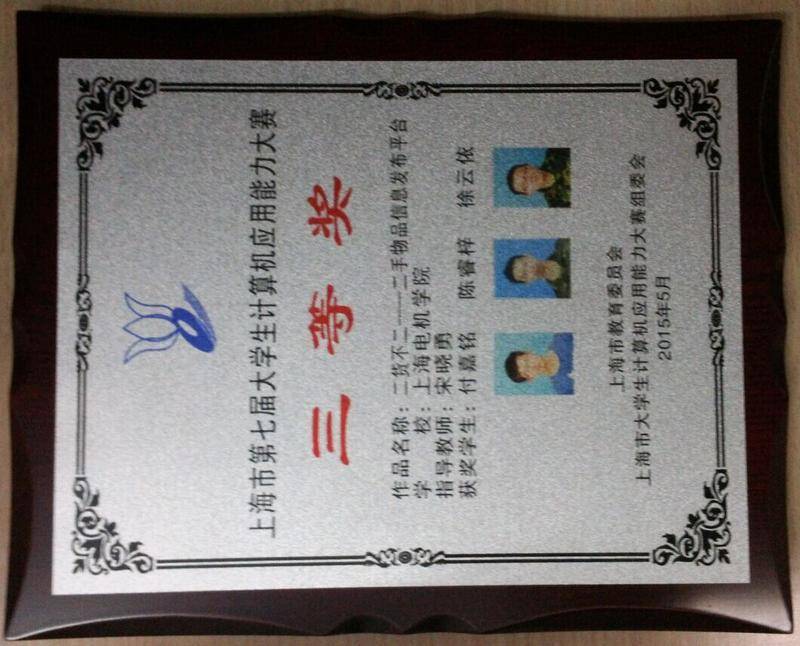 上海市第七届大学生计算机应用能力大赛
三等奖
作品名称：二货不二——二手物品信息发布平台
学　　校：上海电机学院
指导教师：宋晓勇
获奖学生：付嘉铭　陈睿梓　徐云依
上海市教育委员会
上海市大学生计算机应用能力大赛组委会
2015年5月